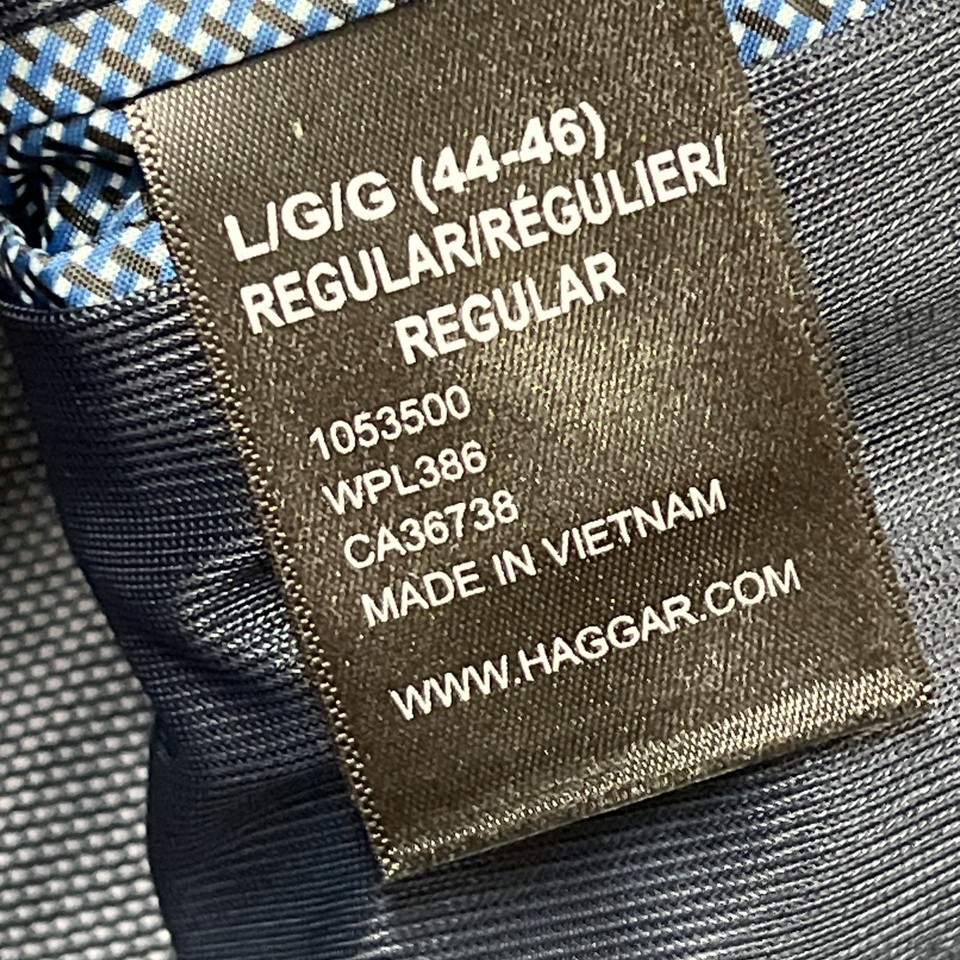 L/G/G (44-46)
REGULAR/RÉGULIER/
REGULAR
1053500
WPL386
CA36738
MADE IN VIETNAM
WWW.HAGGAR.COM